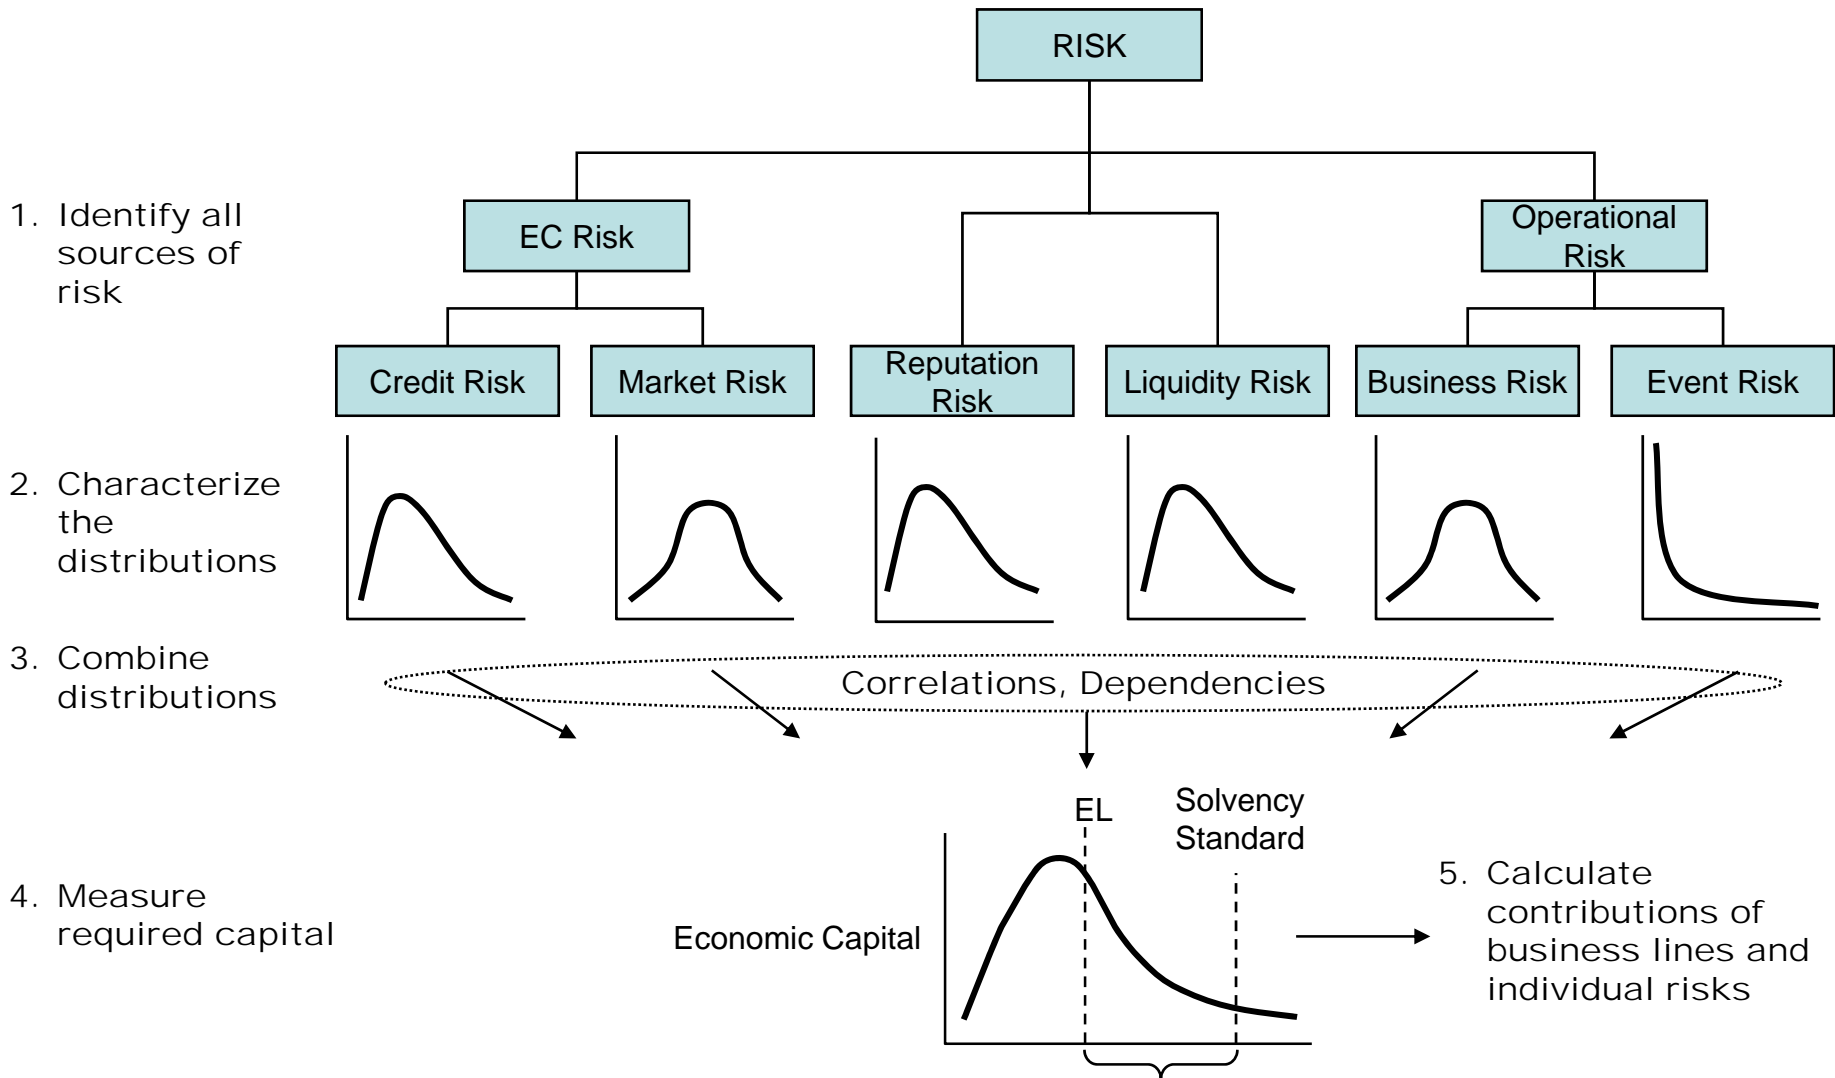 RISK
1. Identify all
sources of
risk
EC Risk
Operational
Risk
Credit Risk
Market Risk
Reputation
Risk
Liquidity Risk
Business Risk
Event Risk
2. Characterize
the
distributions
3. Combine
distributions
Correlations, Dependencies
EL
Solvency
Standard
4. Measure
required capital
Economic Capital
5. Calculate
contributions of
business lines and
individual risks